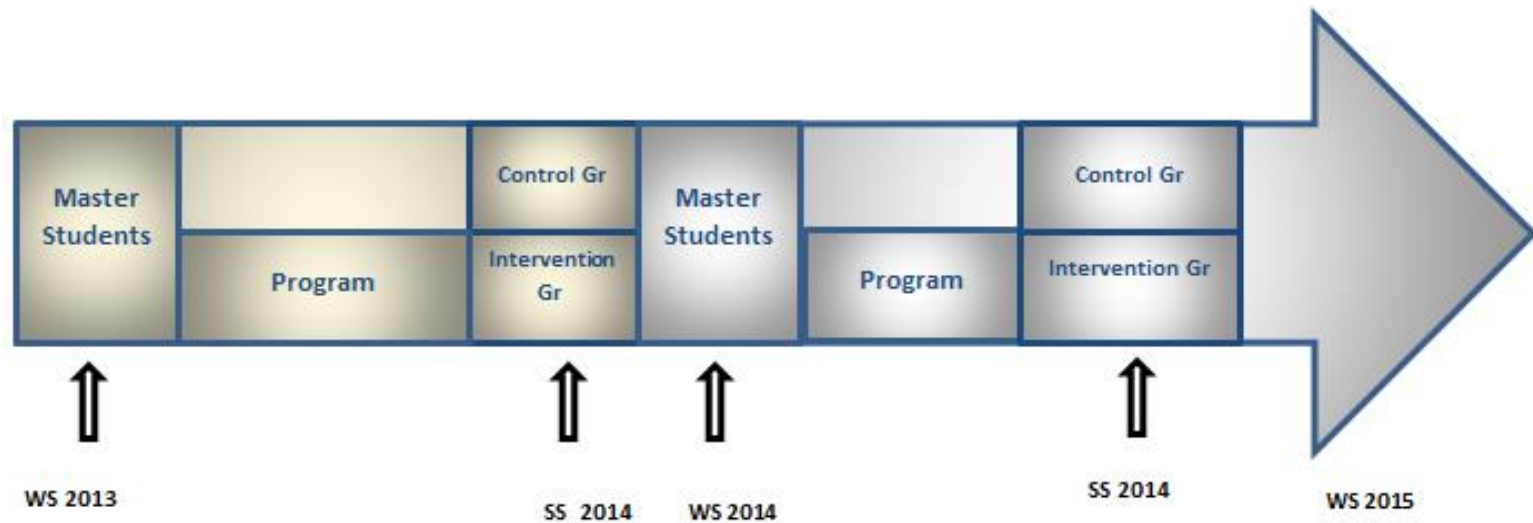 Master
Students
Program
Control Gr
Intervention
Gr
Master
Students
Program
Control Gr
Intervention Gr
WS 2013
SS 2014
WS 2014
SS 2014
WS 2015